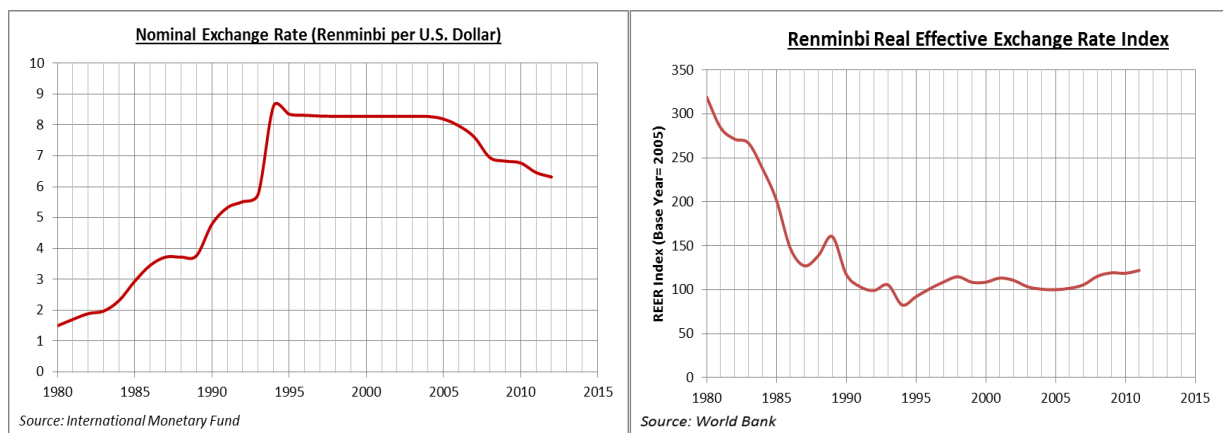 Nominal Exchange Rate (Renminbi per U.S. Dollar)
10
9
8
7
6
5
4
3
2
1
0
1980 1985 1990 1995 2000 2005 2010 2015
Source: International Monetary Fund
Renminbi Real Effective Exchange Rate Index
REER Index (Base Year= 2005)
350
300
250
200
150
100
50
0
1980 1985 1990 1995 2000 2005 2010 2015
Source: World Bank